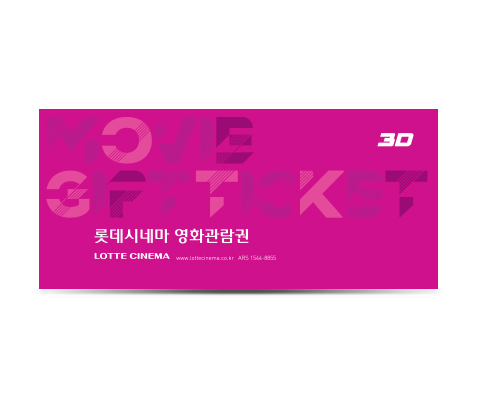 MOVIE
3D
GIFT TICKET
롯데시네마 영화관람권
LOTTE CINEMA www.lottecinema.co.kr ARS 1544-8855